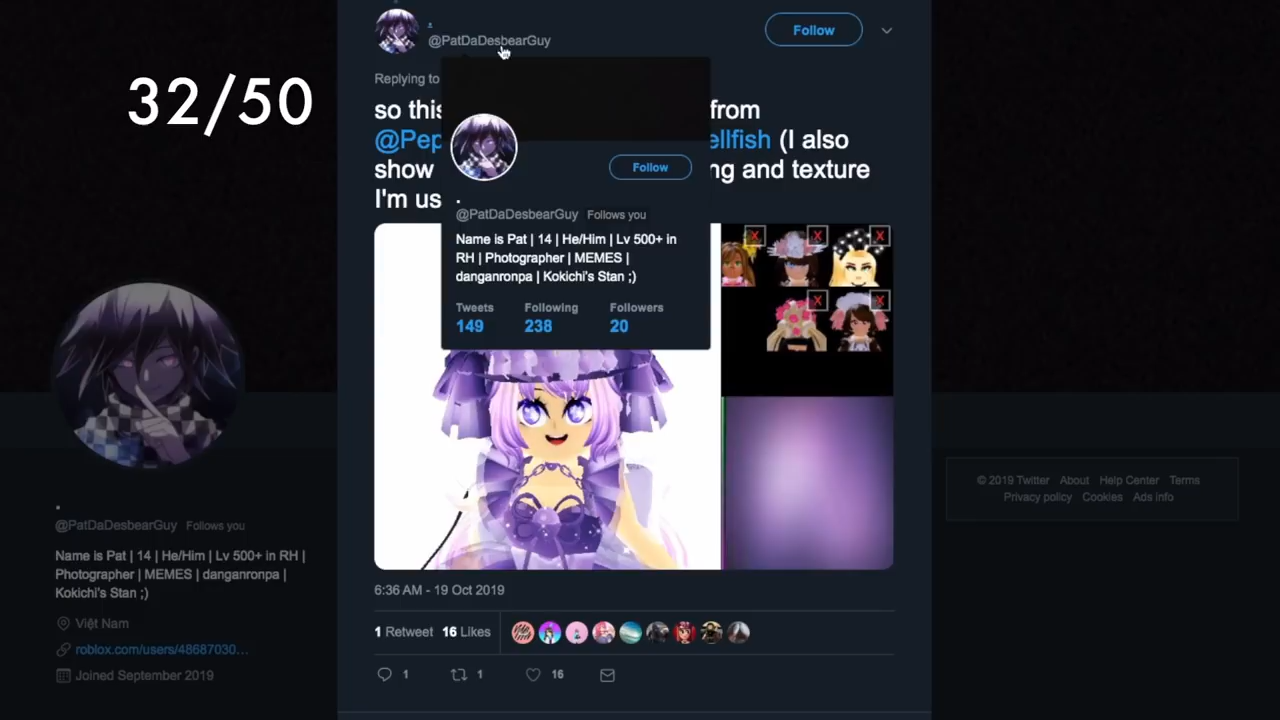 32/50
.
@PatDaDesbearGuy
Follow
Replying to
so this from
@Pep ellfish (I also
show ng and texture
I'm us
Follow
.
@PatDaDesbearGuy Follows you
Name is Pat | 14 | He/Him | Lv 500+ in
RH | Photographer | MEMES |
danganronpa | Kokichi's Stan ;)
Tweets Following Followers
149 238 20
.
@PatDaDesbearGuy Follows you
Name is Pat | 14 | He/Him | Lv 500+ in RH |
Photographer | MEMES | danganronpa |
Kokichi's Stan ;)
Việt Nam
roblox.com/users/48687030...
Joined September 2019
6:36 AM - 19 Oct 2019
1 Retweet 16 Likes
1 1 16
© 2019 Twitter About Help Center Terms
Privacy policy Cookies Ads info